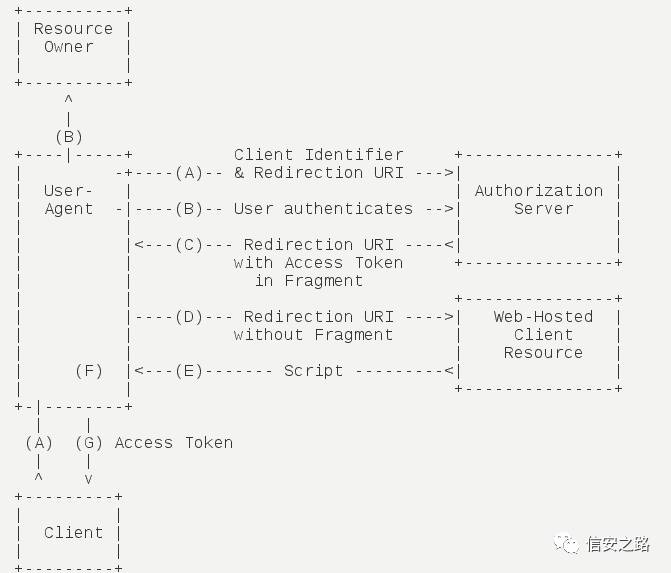 +----------+
| Resource |
|  Owner   |
|          |
+----------+
     ^
     |
    (B)
+----|-----+          Client Identifier     +---------------+
|         -+----(A)-- & Redirection URI --->|               |
|  User-   |                                | Authorization |
|  Agent  -|----(B)-- User authenticates -->|     Server    |
|          |                                |               |
|          |<---(C)--- Redirection URI ----<|               |
|          |          with Access Token     +---------------+
|          |            in Fragment
|          |                                +---------------+
|          |----(D)--- Redirection URI ---->|   Web-Hosted  |
|          |          without Fragment      |     Client    |
|          |                                |    Resource   |
|     (F)  |<---(E)------- Script ---------<|               |
|          |                                +---------------+
+-|--------+
  |    |
 (A)  (G) Access Token
  |    |
  ^    v
+---------+
|         |
|  Client |
|         |
+---------+
信安之路